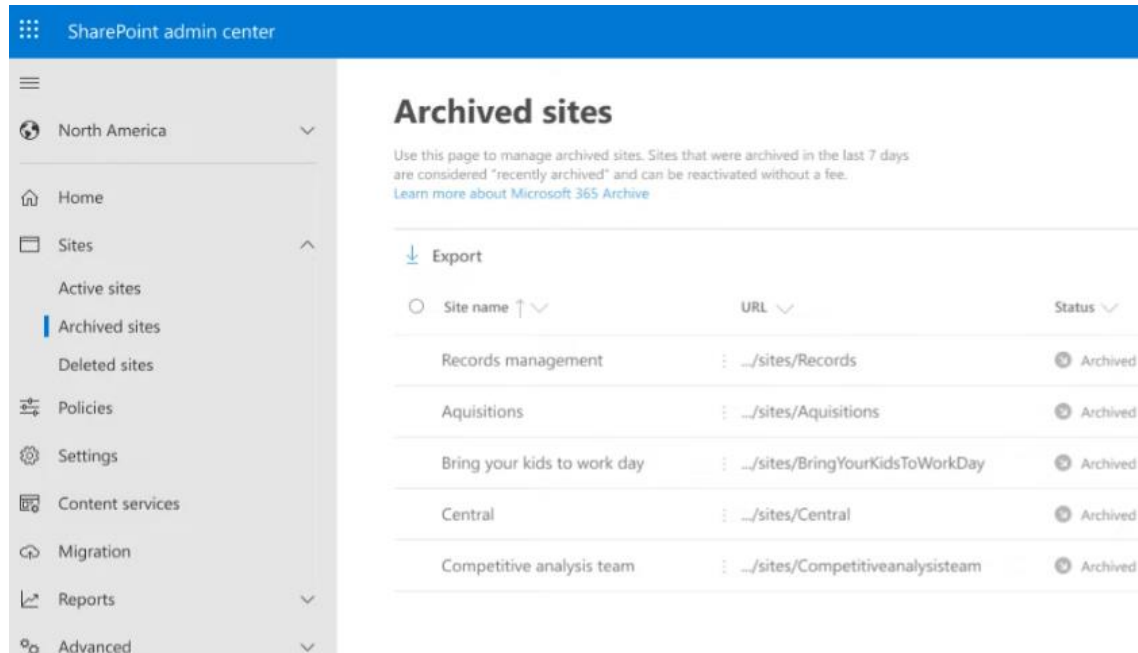 SharePoint admin center
North America
Home
Sites
Active sites
Archived sites
Deleted sites
Policies
Settings
Content services
Migration
Reports
Advanced
Archived sites
Use this page to manage archived sites. Sites that were archived in the last 7 days
are considered "recently archived" and can be reactivated without a fee.
Learn more about Microsoft 365 Archive
Export
Site name URL Status
Records management .../sites/Records Archived
Aquisitions .../sites/Aquisitions Archived
Bring your kids to work day .../sites/BringYourKidsToWorkDay Archived
Central .../sites/Central Archived
Competitive analysis team .../sites/Competitiveanalysisteam Archived